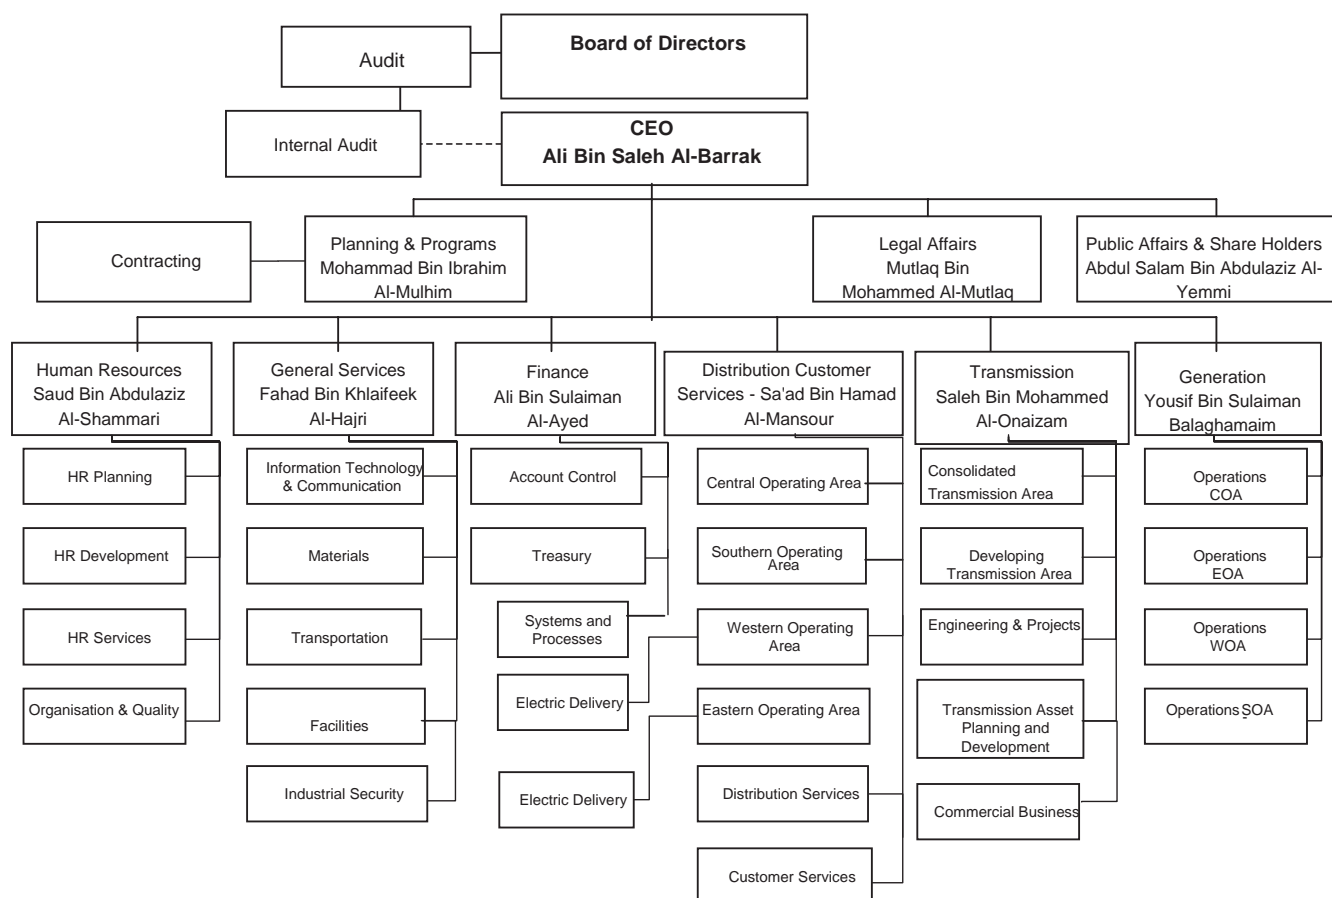 Board of Directors
Audit
Internal Audit
CEO
Ali Bin Saleh Al-Barrak
Contracting
Planning & Programs
Mohammad Bin Ibrahim
Al-Mulhim
Legal Affairs
Mutlaq Bin
Mohammed Al-Mutlaq
Public Affairs & Share Holders
Abdul Salam Bin Abdulaziz Al-
Yemmi
Human Resources
Saud Bin Abdulaziz
Al-Shammari
General Services
Fahad Bin Khlaifeek
Al-Hajri
Finance
Ali Bin Sulaiman
Al-Ayed
Distribution Customer
Services - Sa'ad Bin Hamad
Al-Mansour
Transmission
Saleh Bin Mohammed
Al-Onaizam
Generation
Yousif Bin Sulaiman
Balaghamaim
HR Planning
HR Development
HR Services
Organisation & Quality
Information Technology
& Communication
Materials
Transportation
Facilities
Industrial Security
Account Control
Treasury
Systems and
Processes
Electric Delivery
Electric Delivery
Central Operating Area
Southern Operating
Area
Western Operating
Area
Eastern Operating Area
Distribution Services
Customer Services
Consolidated
Transmission Area
Developing
Transmission Area
Engineering & Projects
Transmission Asset
Planning and
Development
Commercial Business
Operations
COA
Operations
EOA
Operations
WOA
Operations SOA